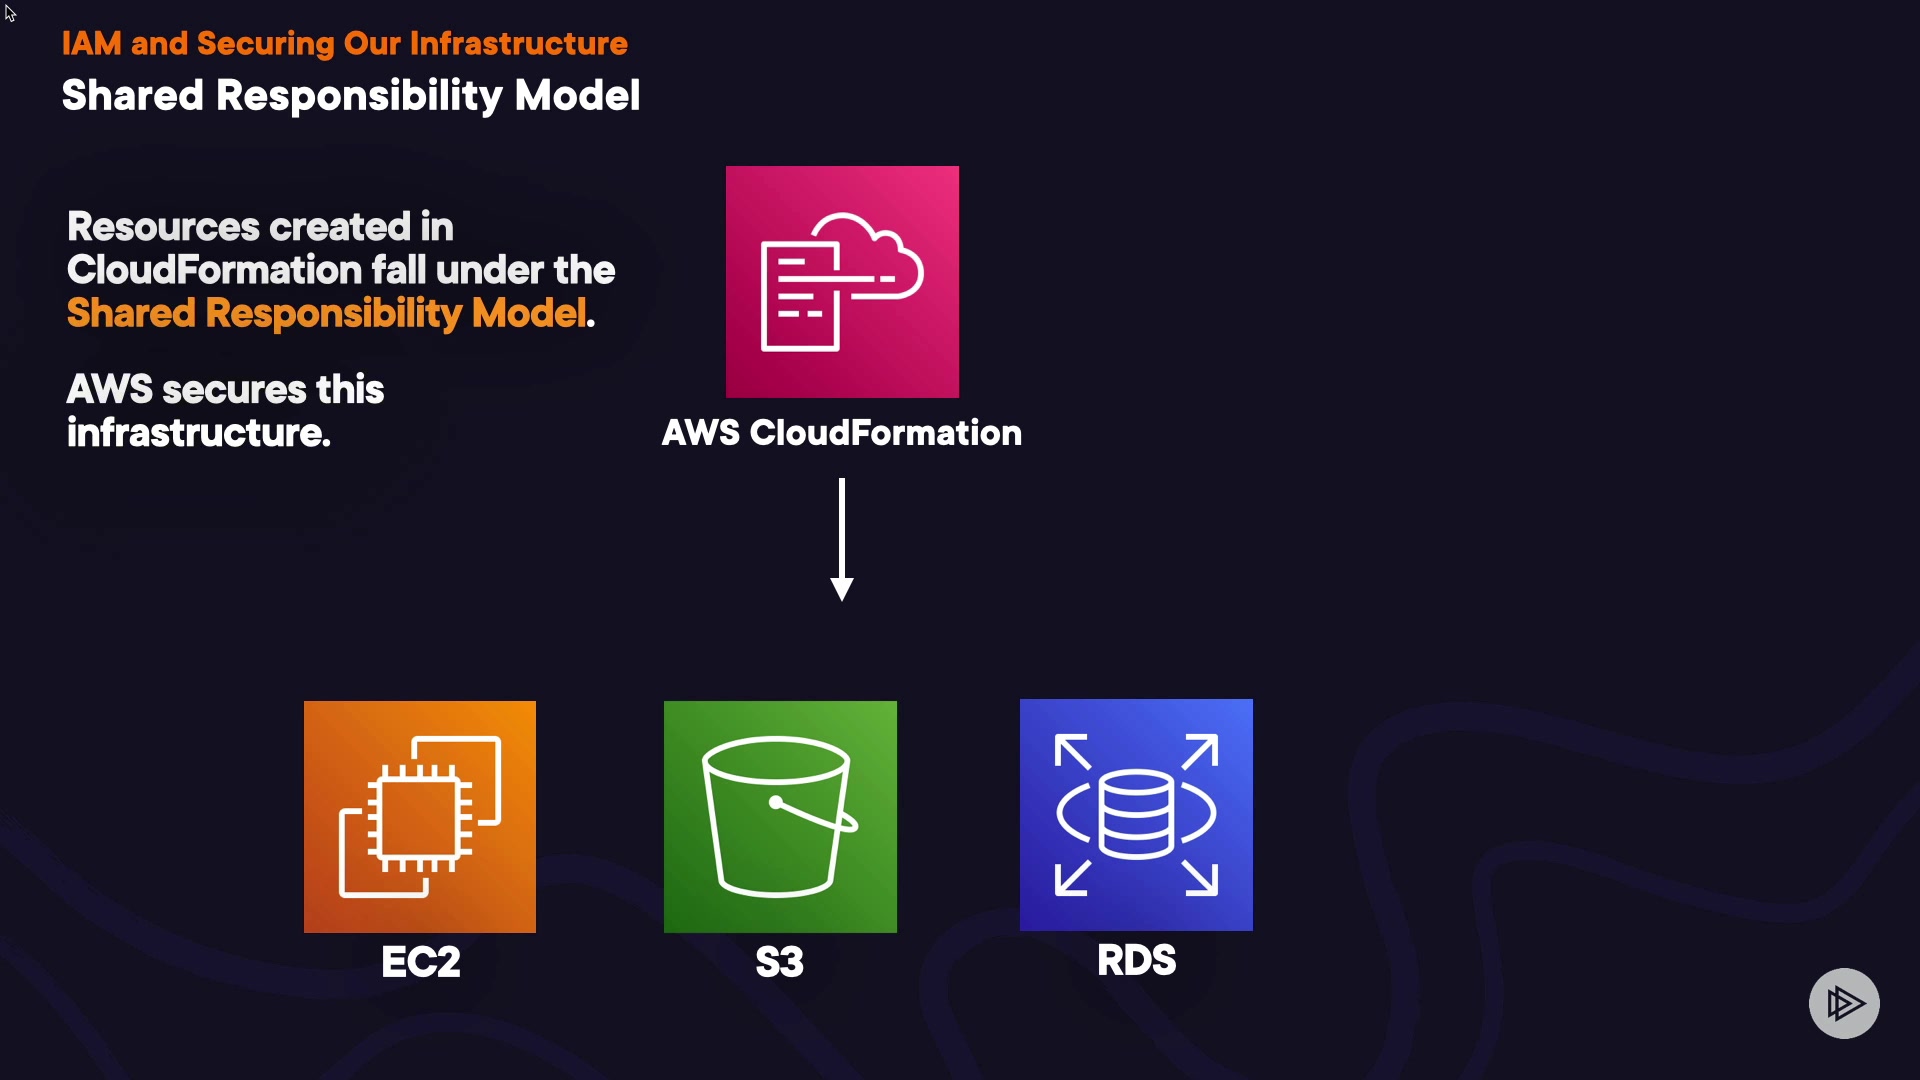 IAM and Securing Our Infrastructure
Shared Responsibility Model
Resources created in
CloudFormation fall under the
Shared Responsibility Model.
AWS secures this
infrastructure.
AWS CloudFormation
EC2
S3
RDS